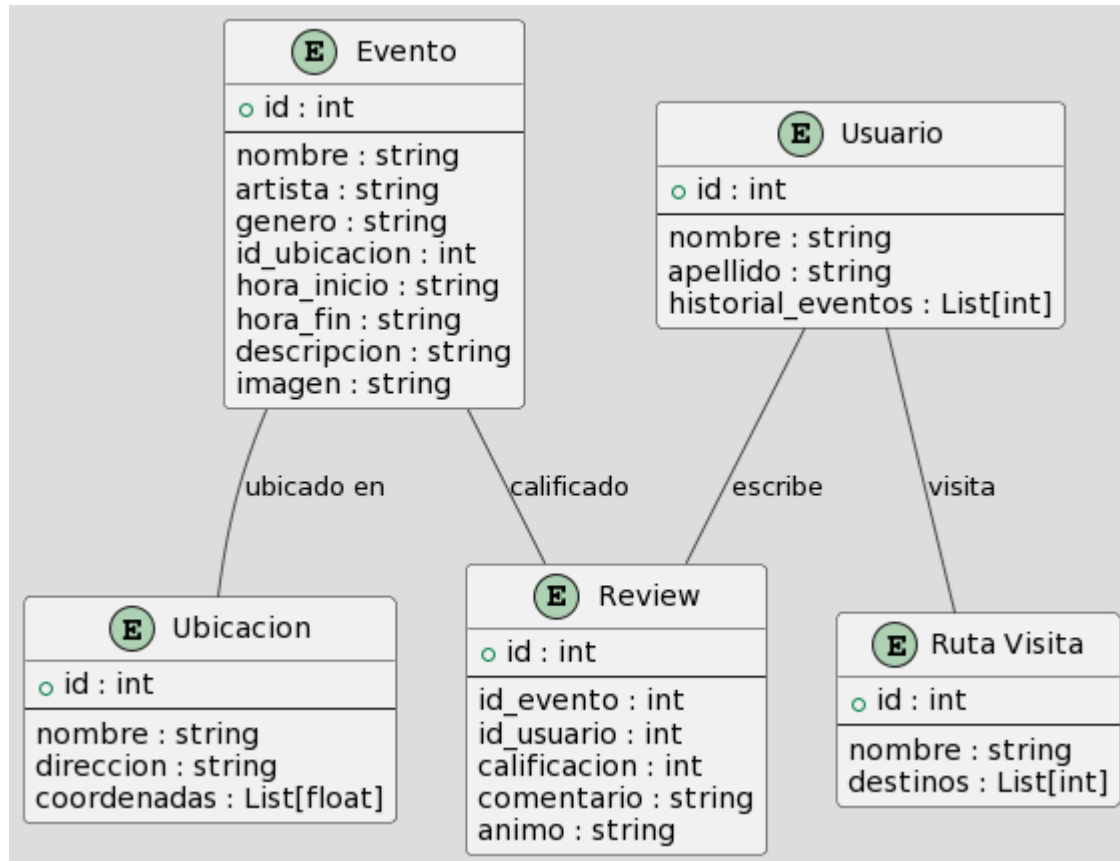 E Evento
id : int
nombre : string
artista : string
genero : string
id_ubicacion : int
hora_inicio : string
hora_fin : string
descripcion : string
imagen : string
E Usuario
id : int
nombre : string
apellido : string
historial_eventos : List[int]
ubicado en
calificado
escribe
visita
E Ubicacion
id : int
nombre : string
direccion : string
coordenadas : List[float]
E Review
id : int
id_evento : int
id_usuario : int
calificacion : int
comentario : string
animo : string
E Ruta Visita
id : int
nombre : string
destinos : List[int]